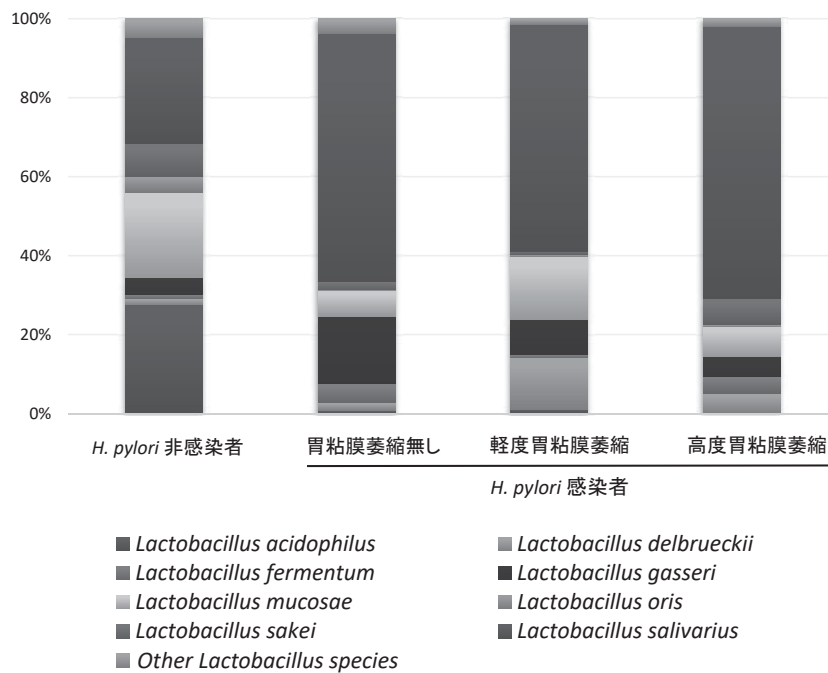 100%
80%
60%
40%
20%
0%
H. pylori 非感染者
胃粘膜萎縮無し
軽度胃粘膜萎縮
高度胃粘膜萎縮
H. pylori 感染者
Lactobacillus acidophilus
Lactobacillus delbrueckii
Lactobacillus fermentum
Lactobacillus gasseri
Lactobacillus mucosae
Lactobacillus oris
Lactobacillus sakei
Lactobacillus salivarius
Other Lactobacillus species